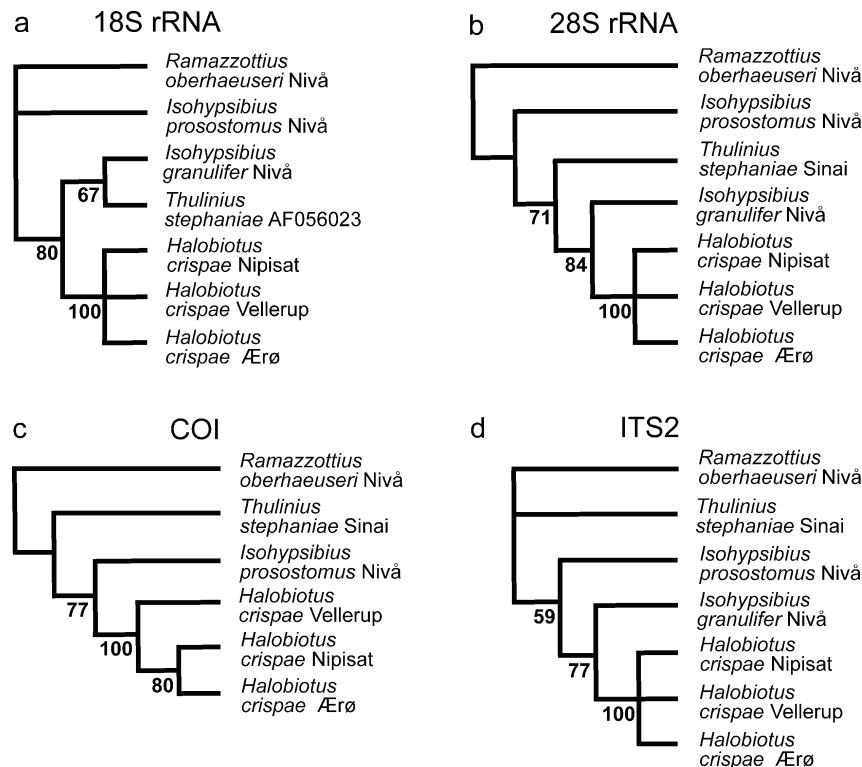 a 18S rRNA
Ramazzottius
oberhaeuseri Nivå
Isohypsibius
prosostomus Nivå
Isohypsibius
granulifer Nivå
67
Thulinius
stephaniae AF056023
80
Halobiotus
crispae Nipisat
Halobiotus
crispae Vellerup
100
Halobiotus
crispae Ærø
b 28S rRNA
Ramazzottius
oberhaeuseri Nivå
Isohypsibius
prosostomus Nivå
Thulinius
stephaniae Sinai
71
Isohypsibius
granulifer Nivå
84
Halobiotus
crispae Nipisat
Halobiotus
crispae Vellerup
100
Halobiotus
crispae Ærø
c COI
Ramazzottius
oberhaeuseri Nivå
Thulinius
stephaniae Sinai
Isohypsibius
prosostomus Nivå
77
Halobiotus
crispae Vellerup
100
Halobiotus
crispae Nipisat
80
Halobiotus
crispae Ærø
d ITS2
Ramazzottius
oberhaeuseri Nivå
Thulinius
stephaniae Sinai
Isohypsibius
prosostomus Nivå
59
Isohypsibius
granulifer Nivå
77
Halobiotus
crispae Nipisat
Halobiotus
crispae Vellerup
100
Halobiotus
crispae Ærø